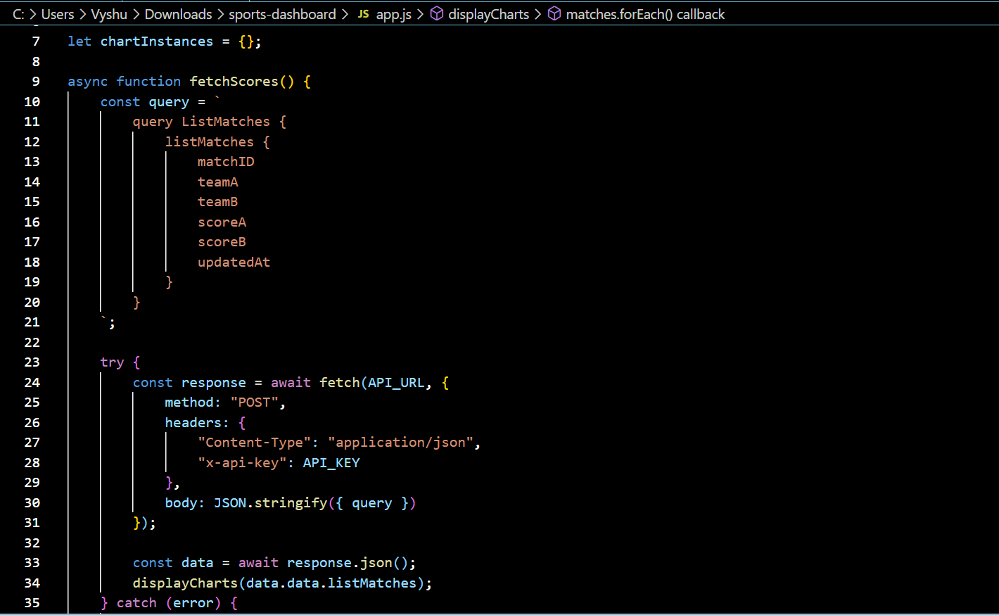 C: > Users > Vyshu > Downloads > sports-dashboard > JS app.js > displayCharts > matches.forEach() callback
7 let chartInstances = {};
8
9 async function fetchScores() {
10 const query = `
11 query ListMatches {
12 listMatches {
13 matchID
14 teamA
15 teamB
16 scoreA
17 scoreB
18 updatedAt
19 }
20 }
21 `;
22
23 try {
24 const response = await fetch(API_URL, {
25 method: "POST",
26 headers: {
27 "Content-Type": "application/json",
28 "x-api-key": API_KEY
29 },
30 body: JSON.stringify({ query })
31 });
32
33 const data = await response.json();
34 displayCharts(data.data.listMatches);
35 } catch (error) {